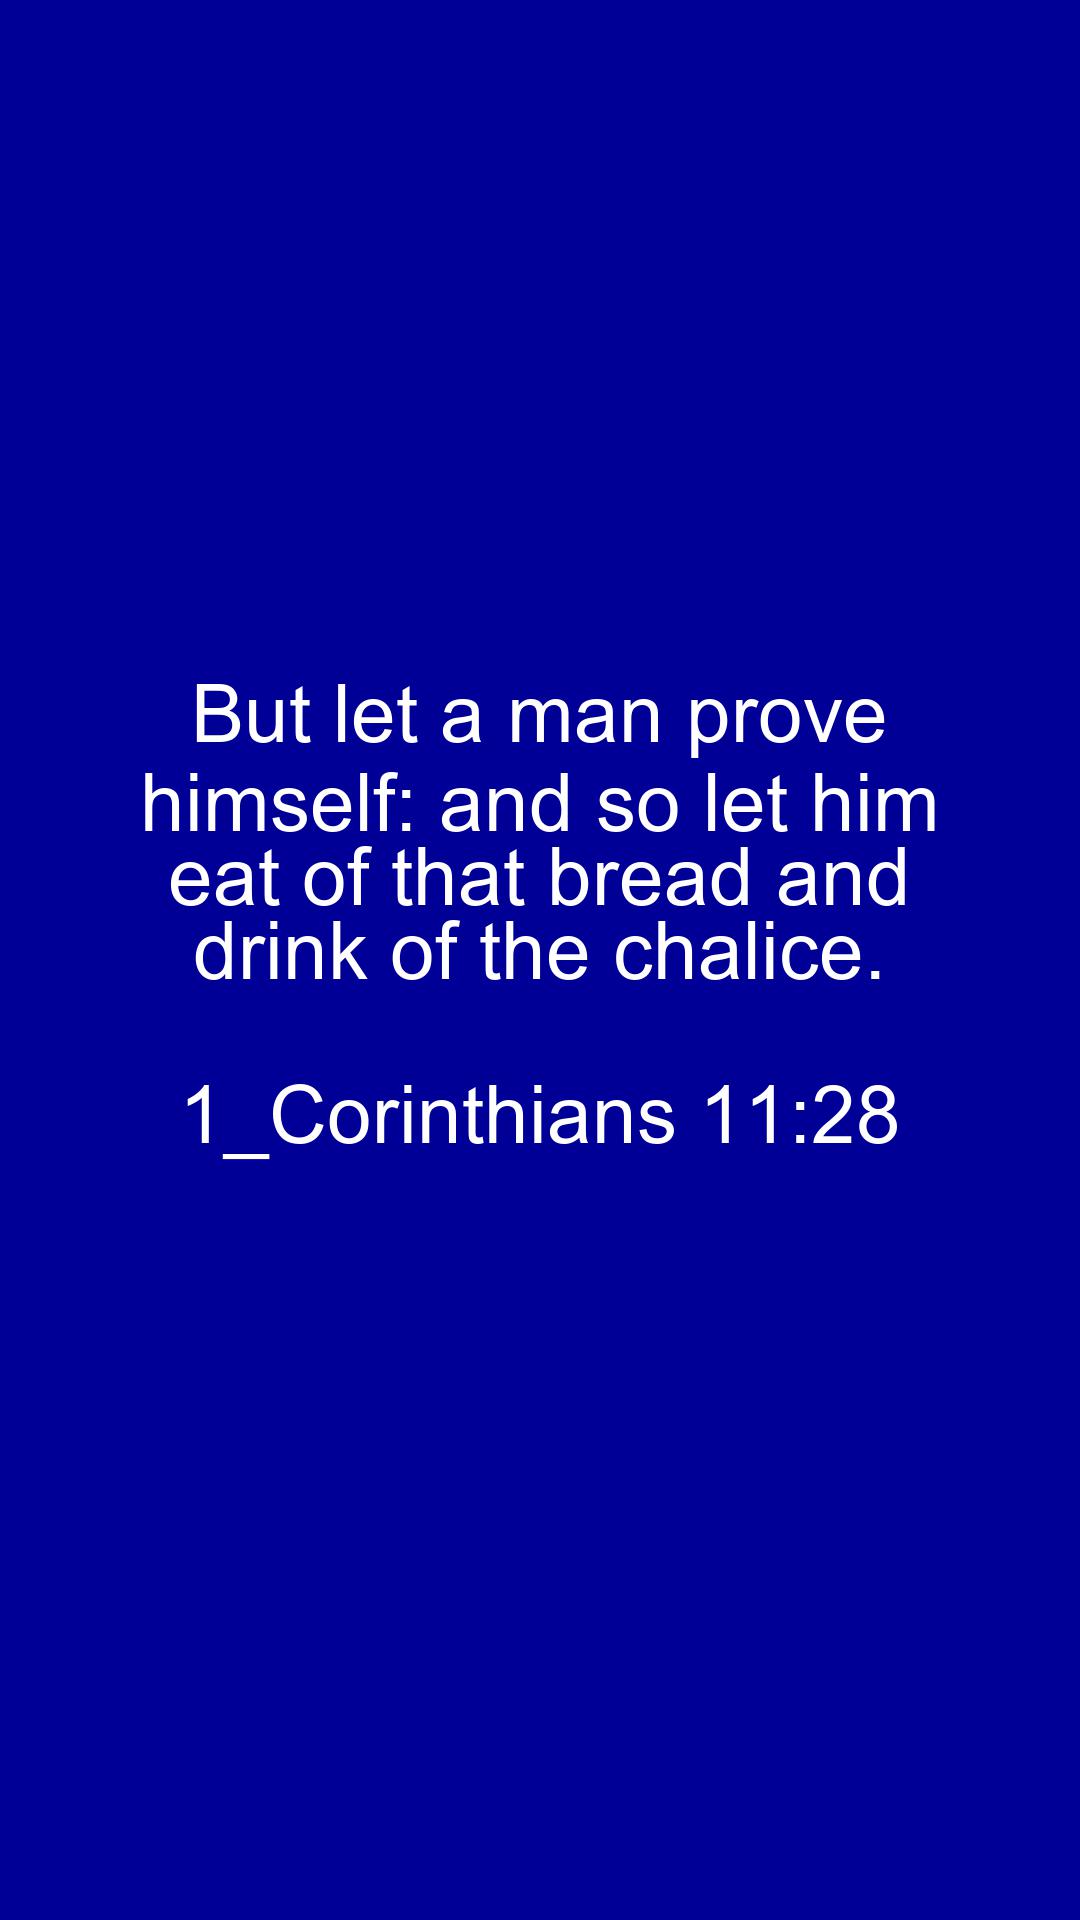 But let a man prove
himself: and so let him
eat of that bread and
drink of the chalice.
1_Corinthians 11:28